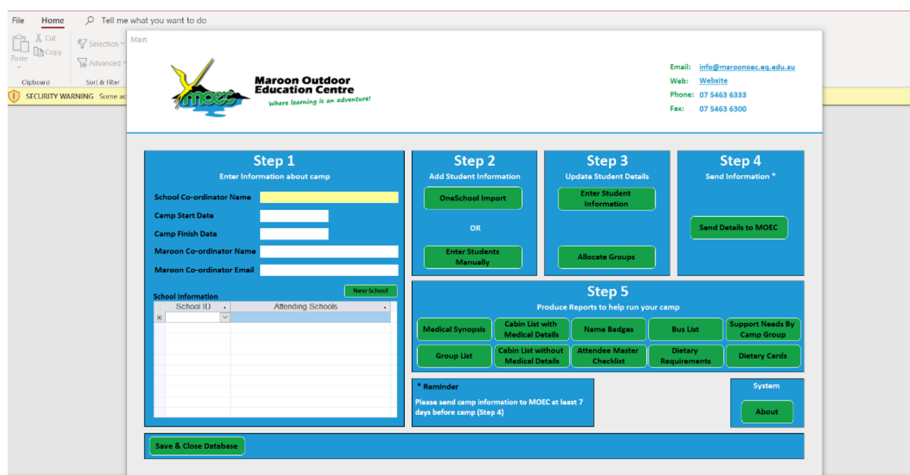 File Home Tell me what you want to do
Cut
Copy
Paste
Selection
Advanced
Clipboard
Sort & Filter
SECURITY WARNING Some ac
Main
moec
Maroon Outdoor
Education Centre
Where learning is an adventure!
Email: info@maroonoec.eq.edu.au
Web: Website
Phone: 07 5463 6333
Fax: 07 5463 6300
Step 1
Enter Information about camp
School Co-ordinator Name
Camp Start Date
Camp Finish Date
Maroon Co-ordinator Name
Maroon Co-ordinator Email
New School
School Information
School ID Attending Schools
Step 2
Add Student Information
OneSchool Import
OR
Enter Students
Manually
Step 3
Update Student Details
Enter Student
Information
Allocate Groups
Step 4
Send Information *
Send Details to MOEC
Step 5
Produce Reports to help run your camp
Medical Synopsis
Cabin List with
Medical Details
Name Badges
Bus List
Support Needs By
Camp Group
Group List
Cabin List without
Medical Details
Attendee Master
Checklist
Dietary
Requirements
Dietary Cards
* Reminder
Please send camp information to MOEC at least 7
days before camp (Step 4)
System
About
Save & Close Database